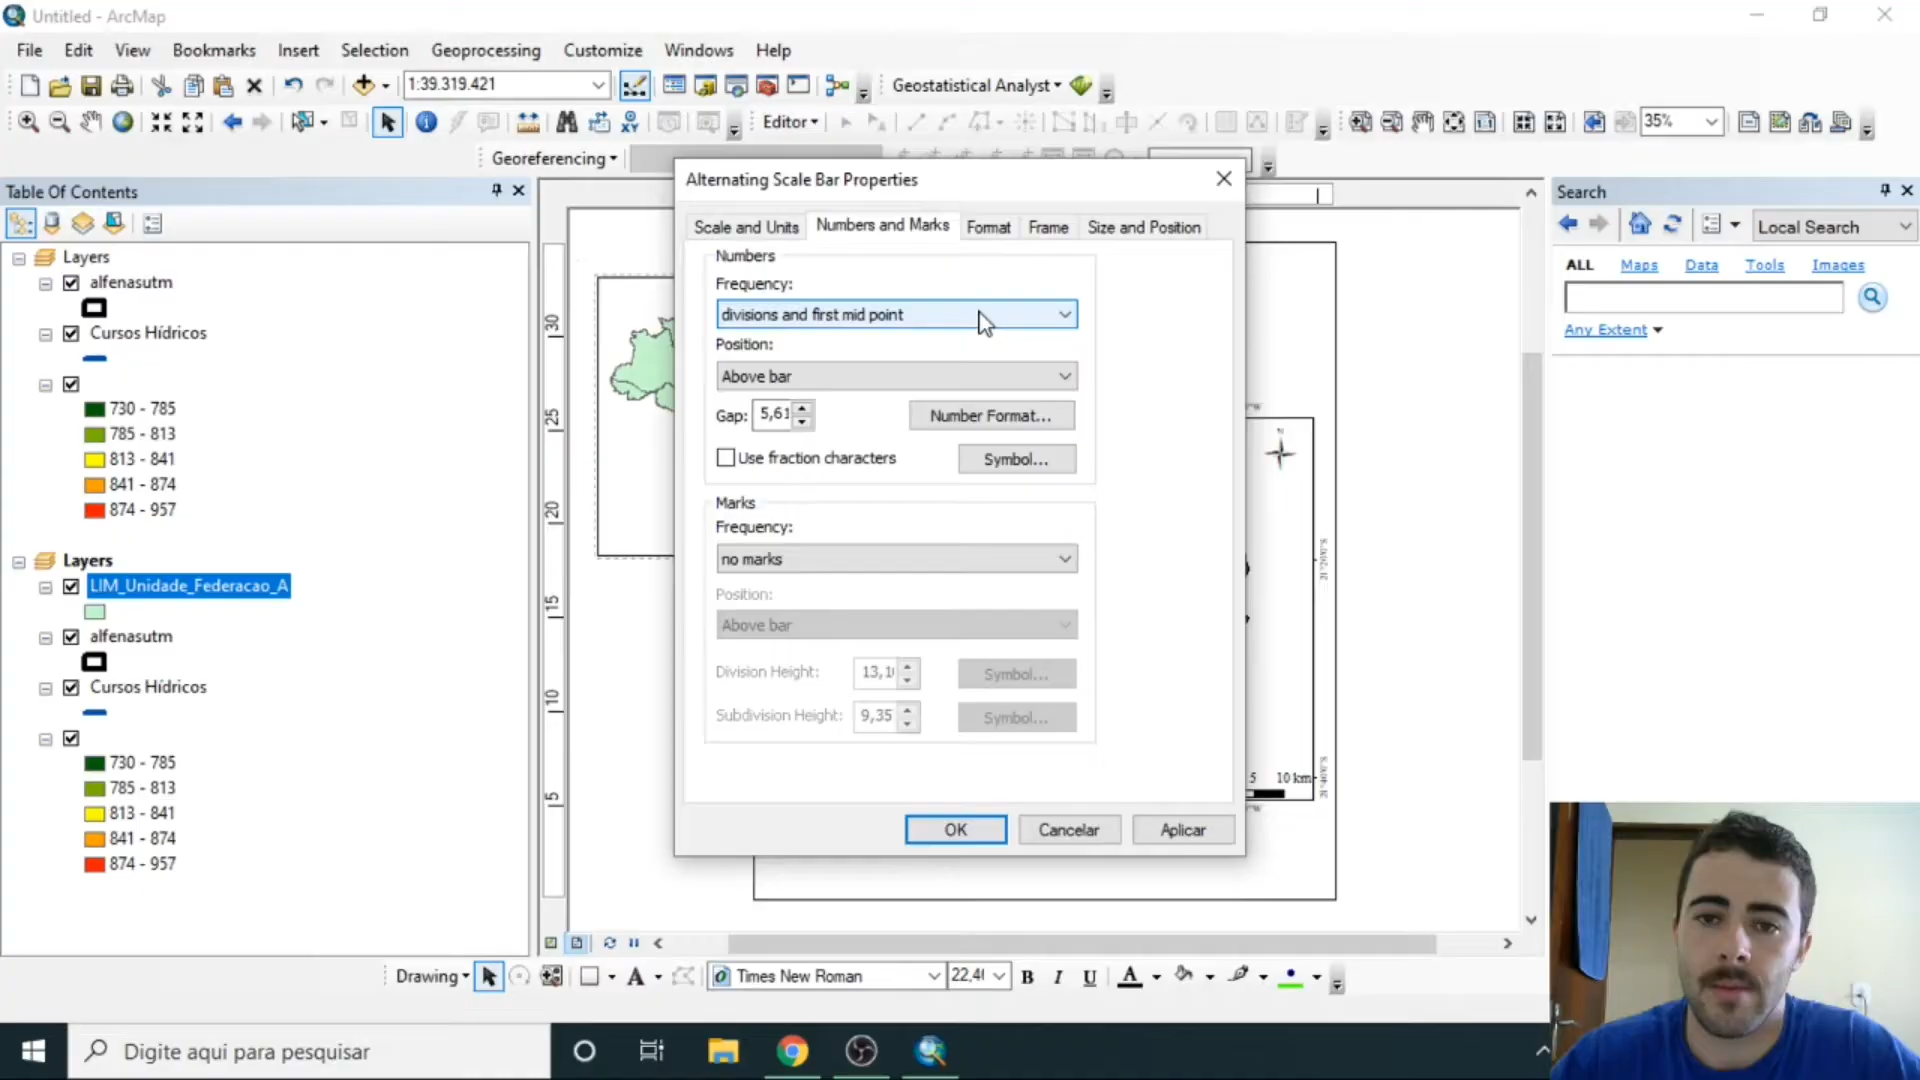 Untitled - ArcMap
File Edit View Bookmarks Insert Selection Geoprocessing Customize Windows Help
1:39.319.421
Geostatistical Analyst
Editor
35%
Georeferencing
Table Of Contents
Layers
alfenasutm
Cursos Hídricos
730 - 785
785 - 813
813 - 841
841 - 874
874 - 957
Layers
LIM_Unidade_Federacao_A
alfenasutm
Cursos Hídricos
730 - 785
785 - 813
813 - 841
841 - 874
874 - 957
30
25
20
15
10
5
Alternating Scale Bar Properties
Scale and Units Numbers and Marks Format Frame Size and Position
Numbers
Frequency:
divisions and first mid point
Position:
Above bar
Gap: 5,61 Number Format...
Use fraction characters Symbol...
Marks
Frequency:
no marks
Position:
Above bar
Division Height: Symbol...
Subdivision Height: 9,35 Symbol...
OK Cancelar Aplicar
N
5 10 km
Search
Local Search
ALL Maps Data Tools Images
Any Extent
Drawing
A
Times New Roman
B I U A
Digite aqui para pesquisar